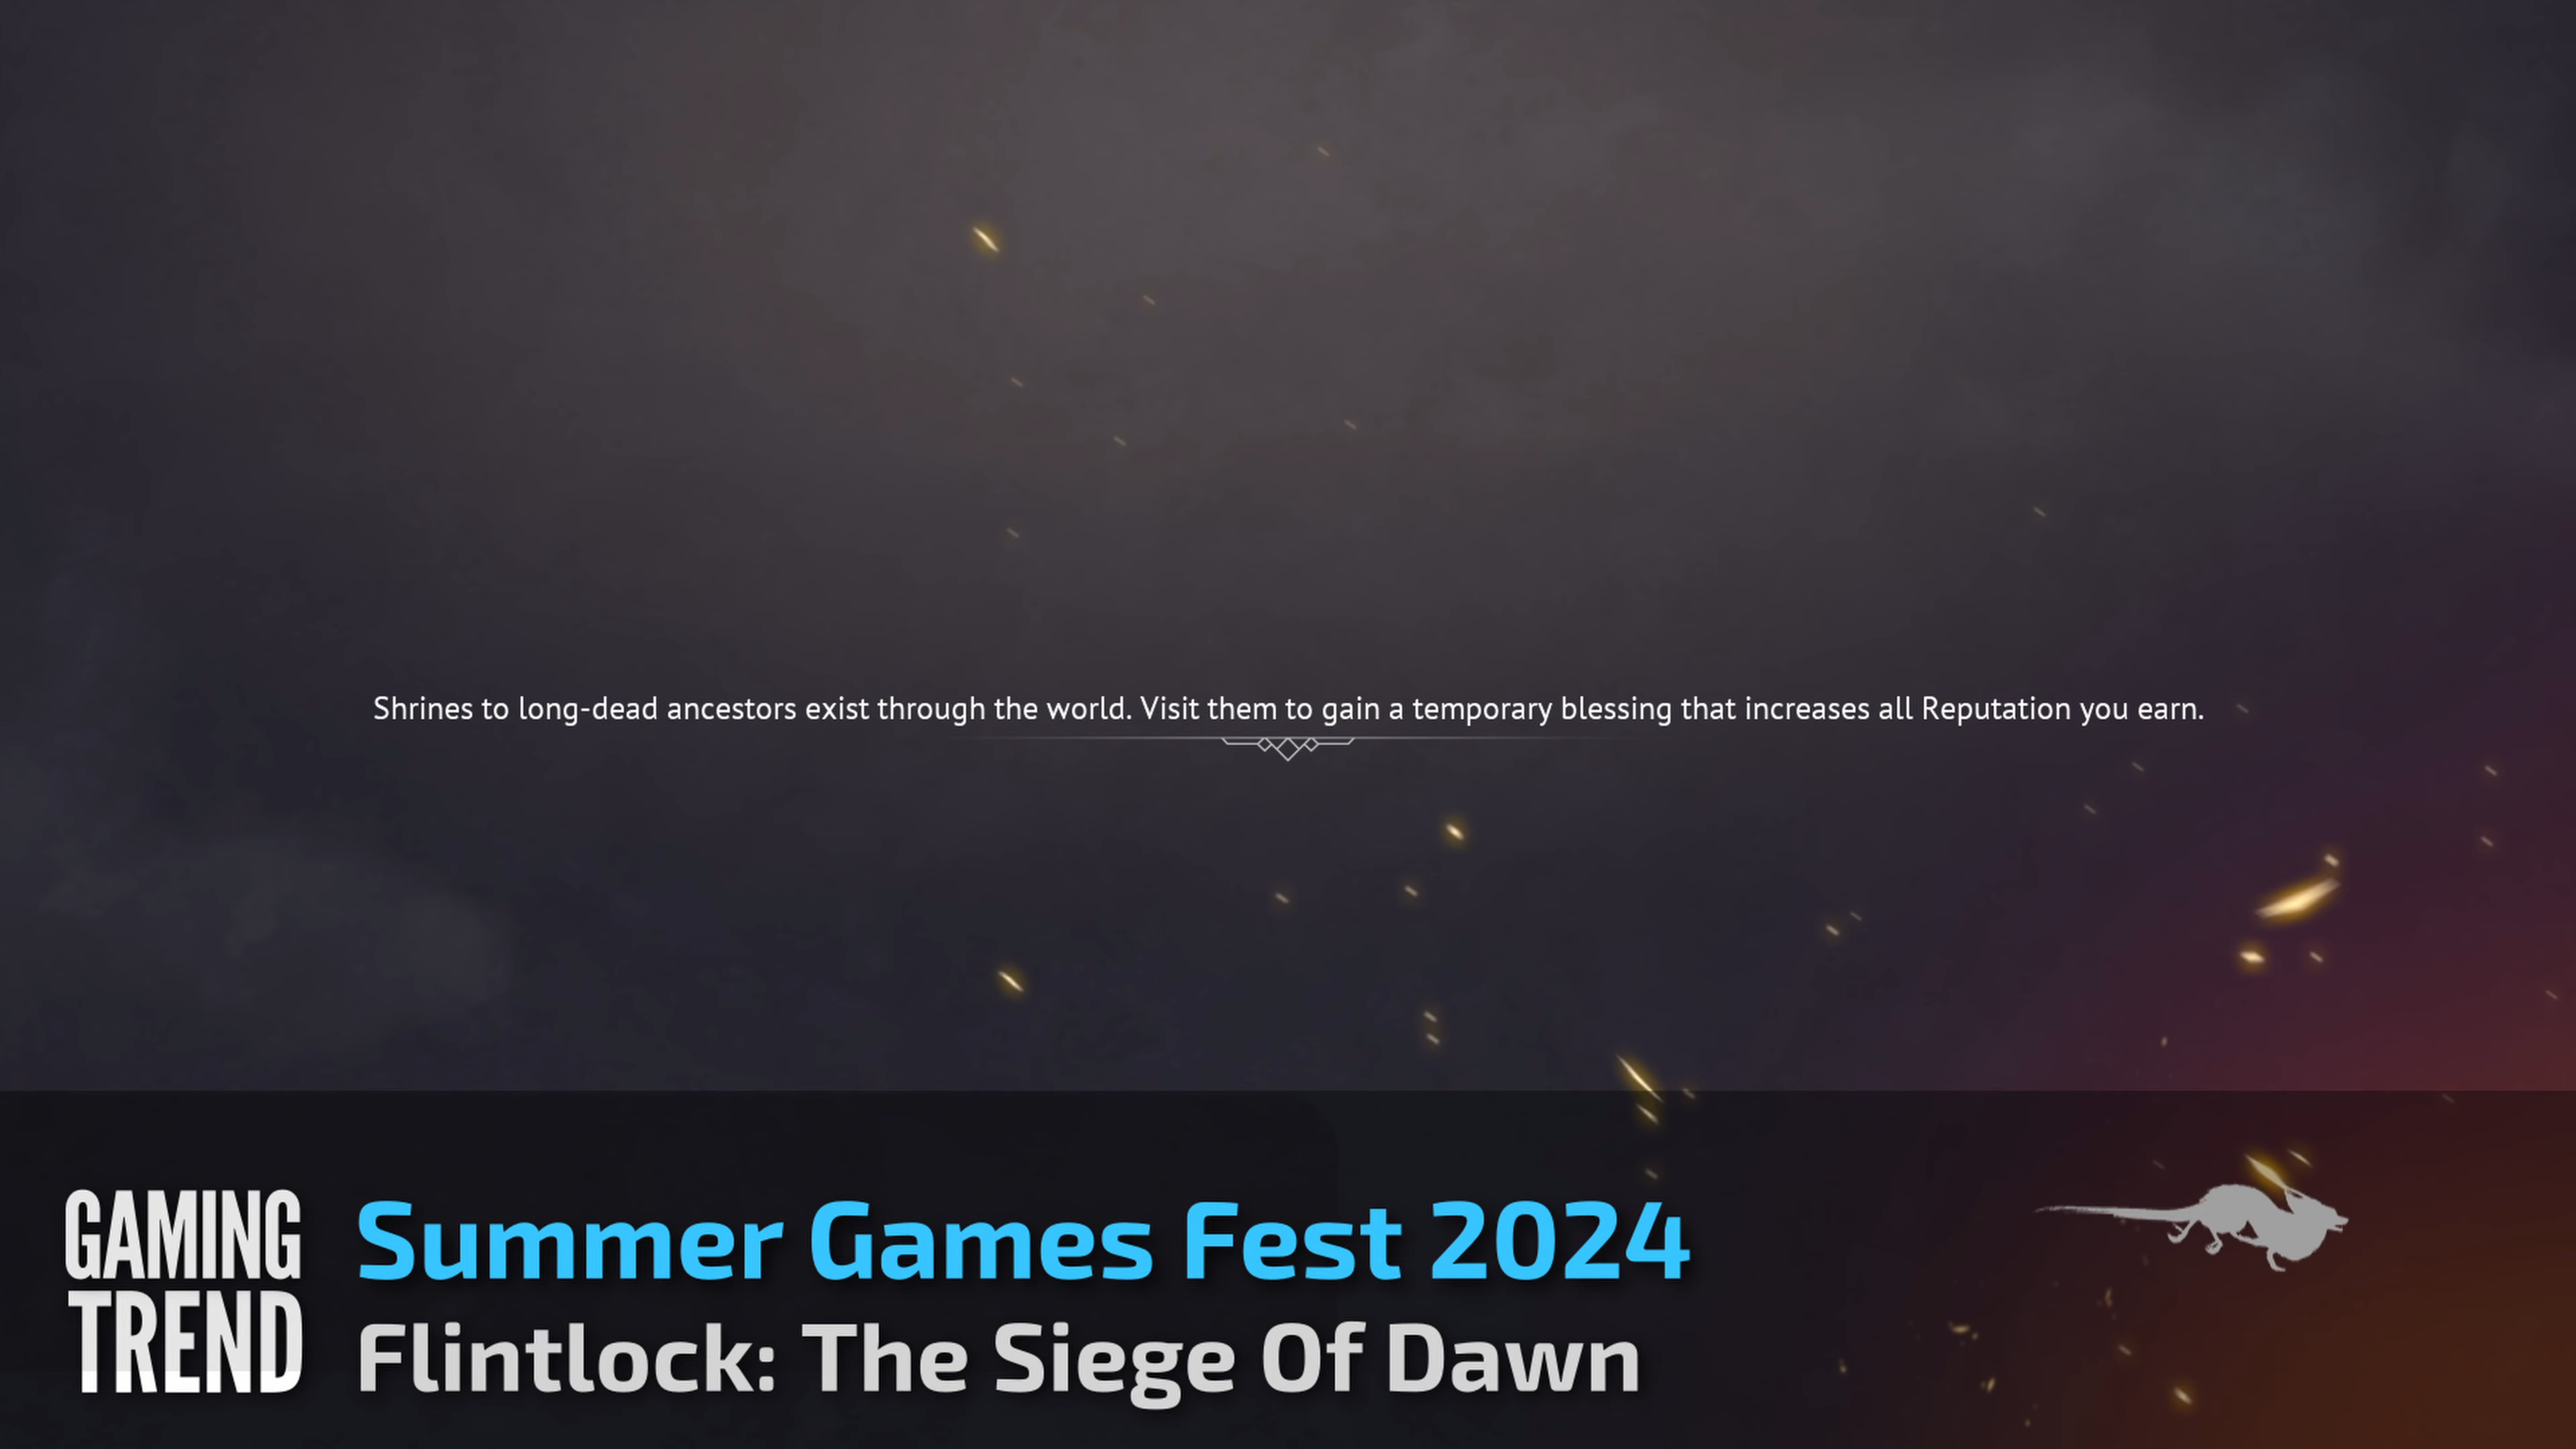 Shrines to long-dead ancestors exist through the world. Visit them to gain a temporary blessing that increases all Reputation you earn.
GAMING
TREND
Summer Games Fest 2024
Flintlock: The Siege Of Dawn